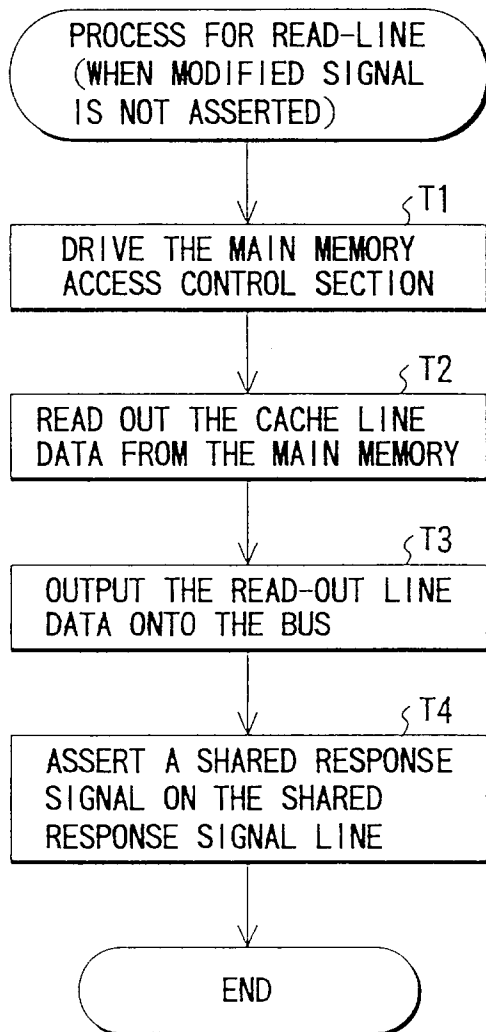 PROCESS FOR READ-LINE
(WHEN MODIFIED SIGNAL
IS NOT ASSERTED)
T1
DRIVE THE MAIN MEMORY
ACCESS CONTROL SECTION
T2
READ OUT THE CACHE LINE
DATA FROM THE MAIN MEMORY
T3
OUTPUT THE READ-OUT LINE
DATA ONTO THE BUS
T4
ASSERT A SHARED RESPONSE
SIGNAL ON THE SHARED
RESPONSE SIGNAL LINE
END